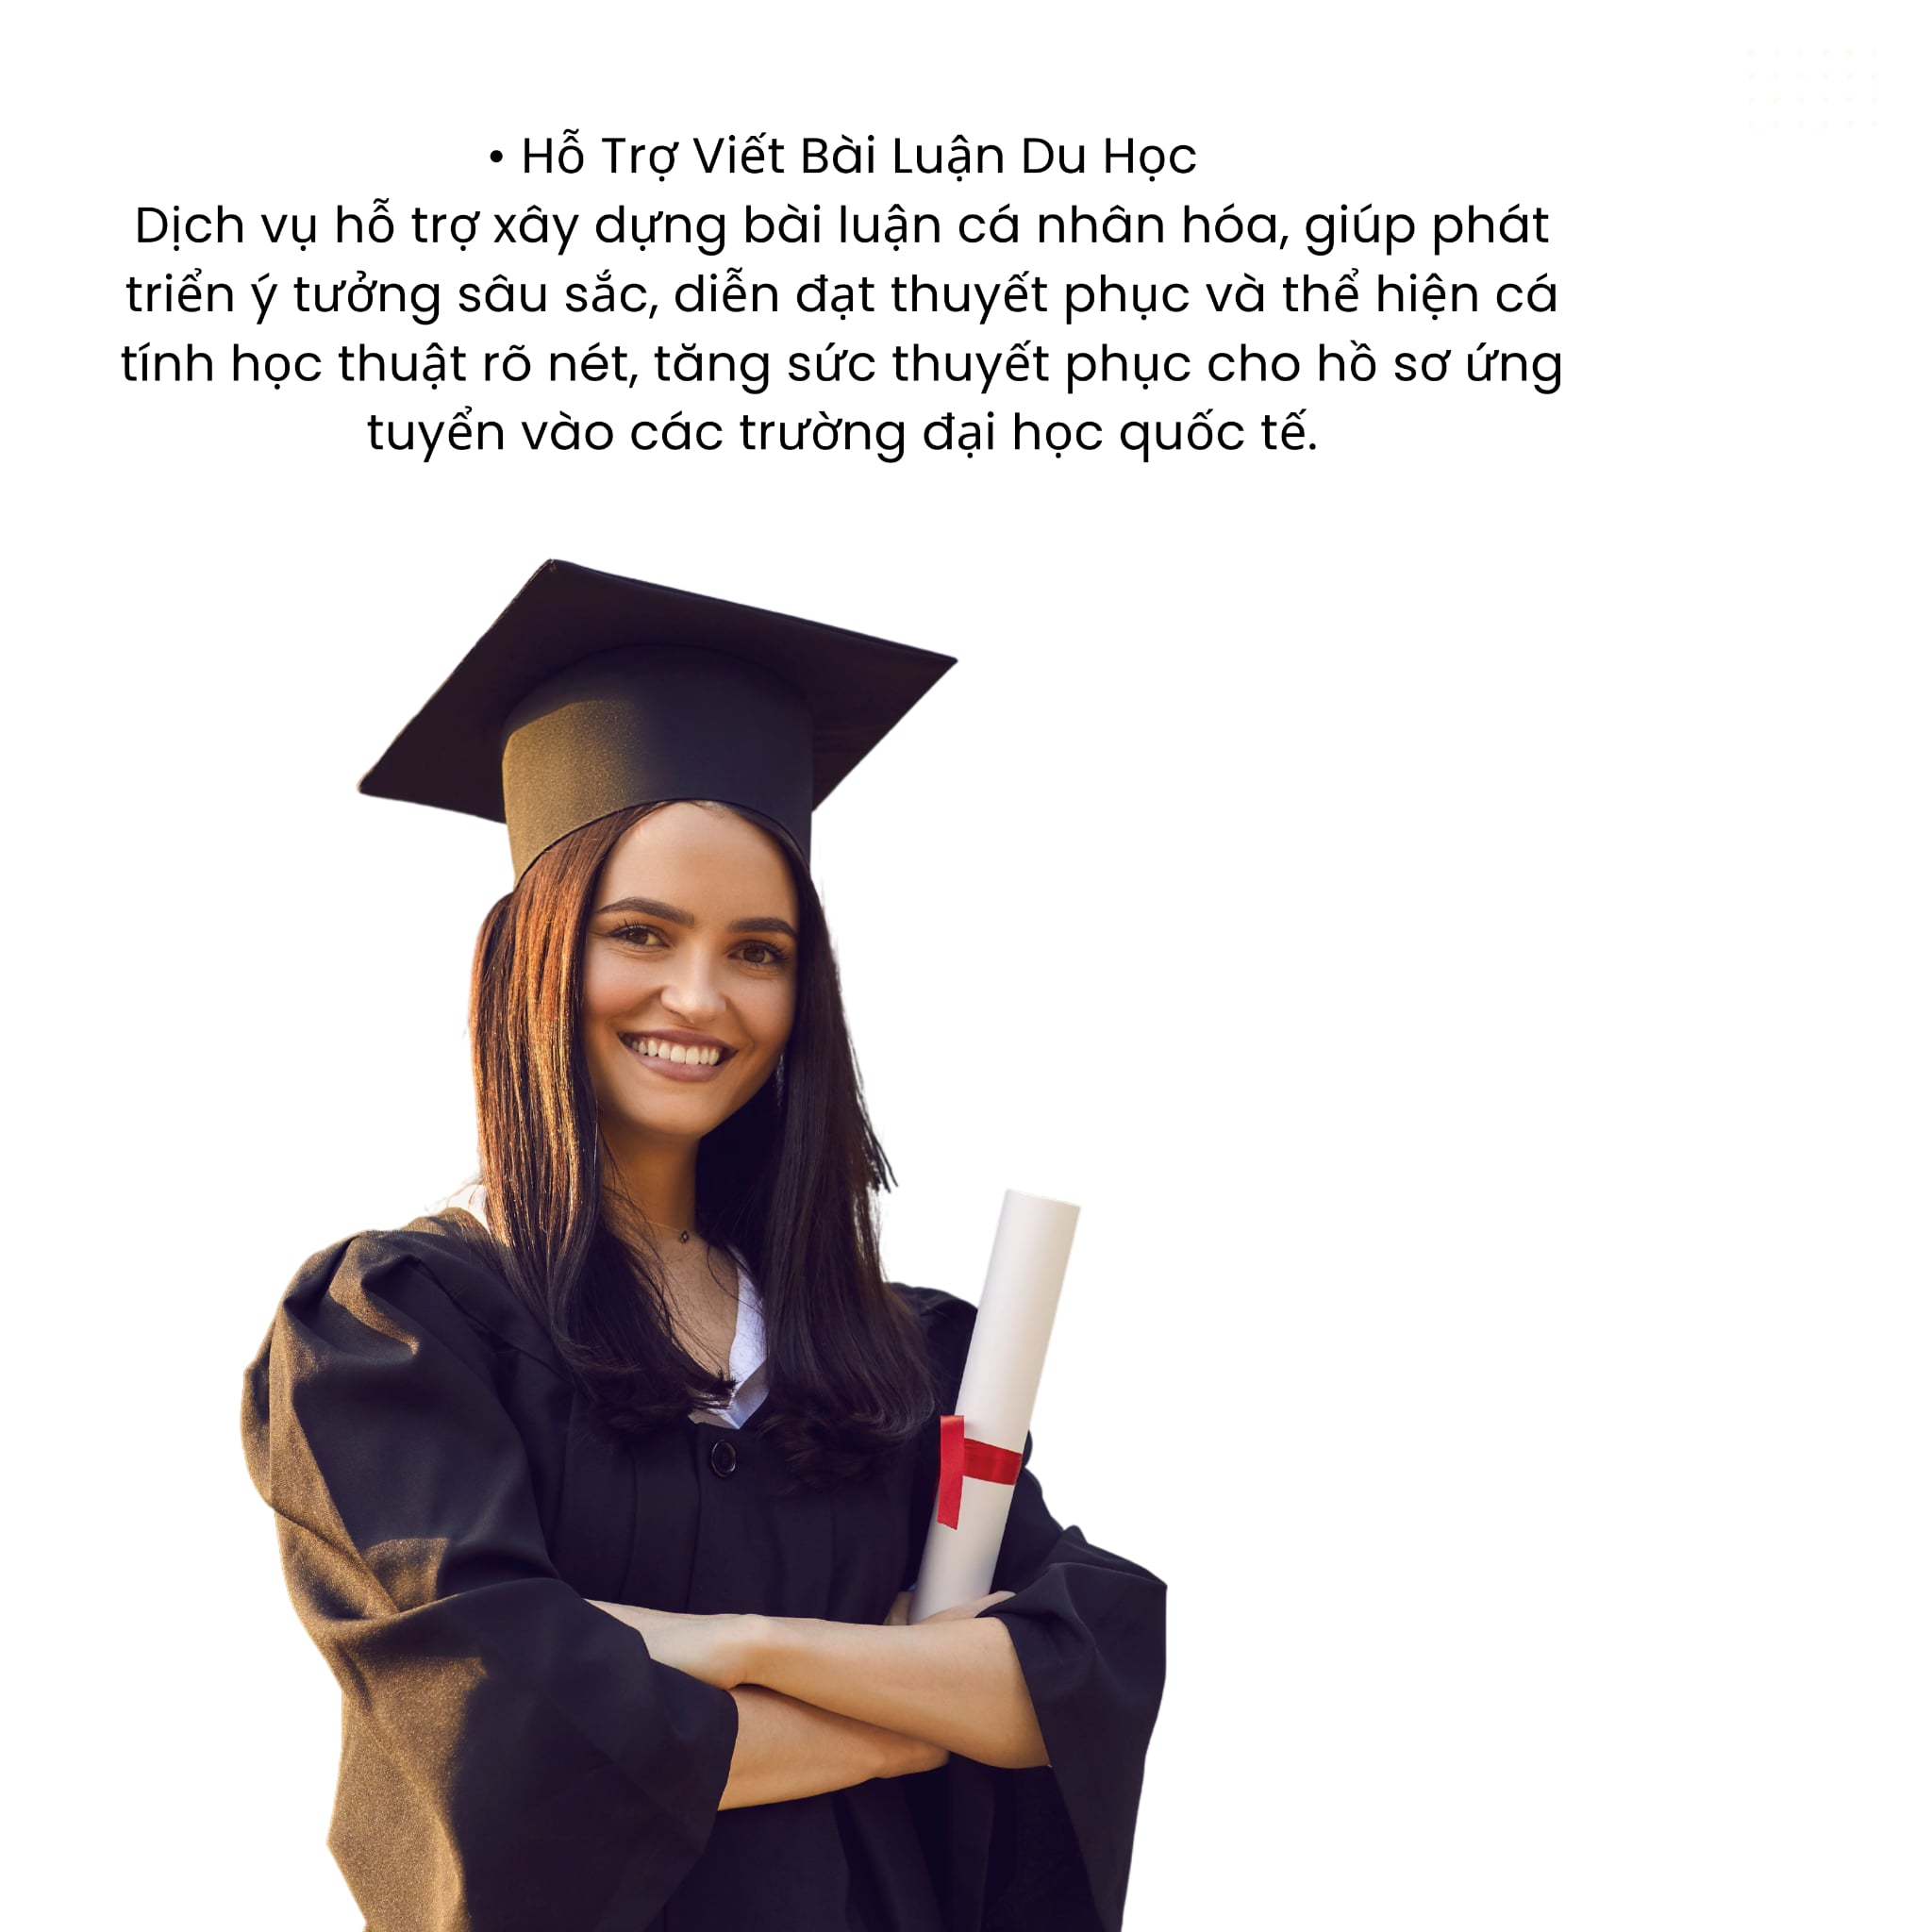 • Hỗ Trợ Viết Bài Luận Du Học
Dịch vụ hỗ trợ xây dựng bài luận cá nhân hóa, giúp phát
triển ý tưởng sâu sắc, diễn đạt thuyết phục và thể hiện cá
tính học thuật rõ nét, tăng sức thuyết phục cho hồ sơ ứng
tuyển vào các trường đại học quốc tế.